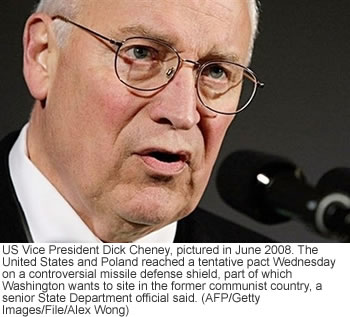 US Vice President Dick Cheney, pictured in June 2008. The
United States and Poland reached a tentative pact Wednesday
on a controversial missile defense shield, part of which
Washington wants to site in the former communist country, a
senior State Department official said. (AFP/Getty
Images/File/Alex Wong)